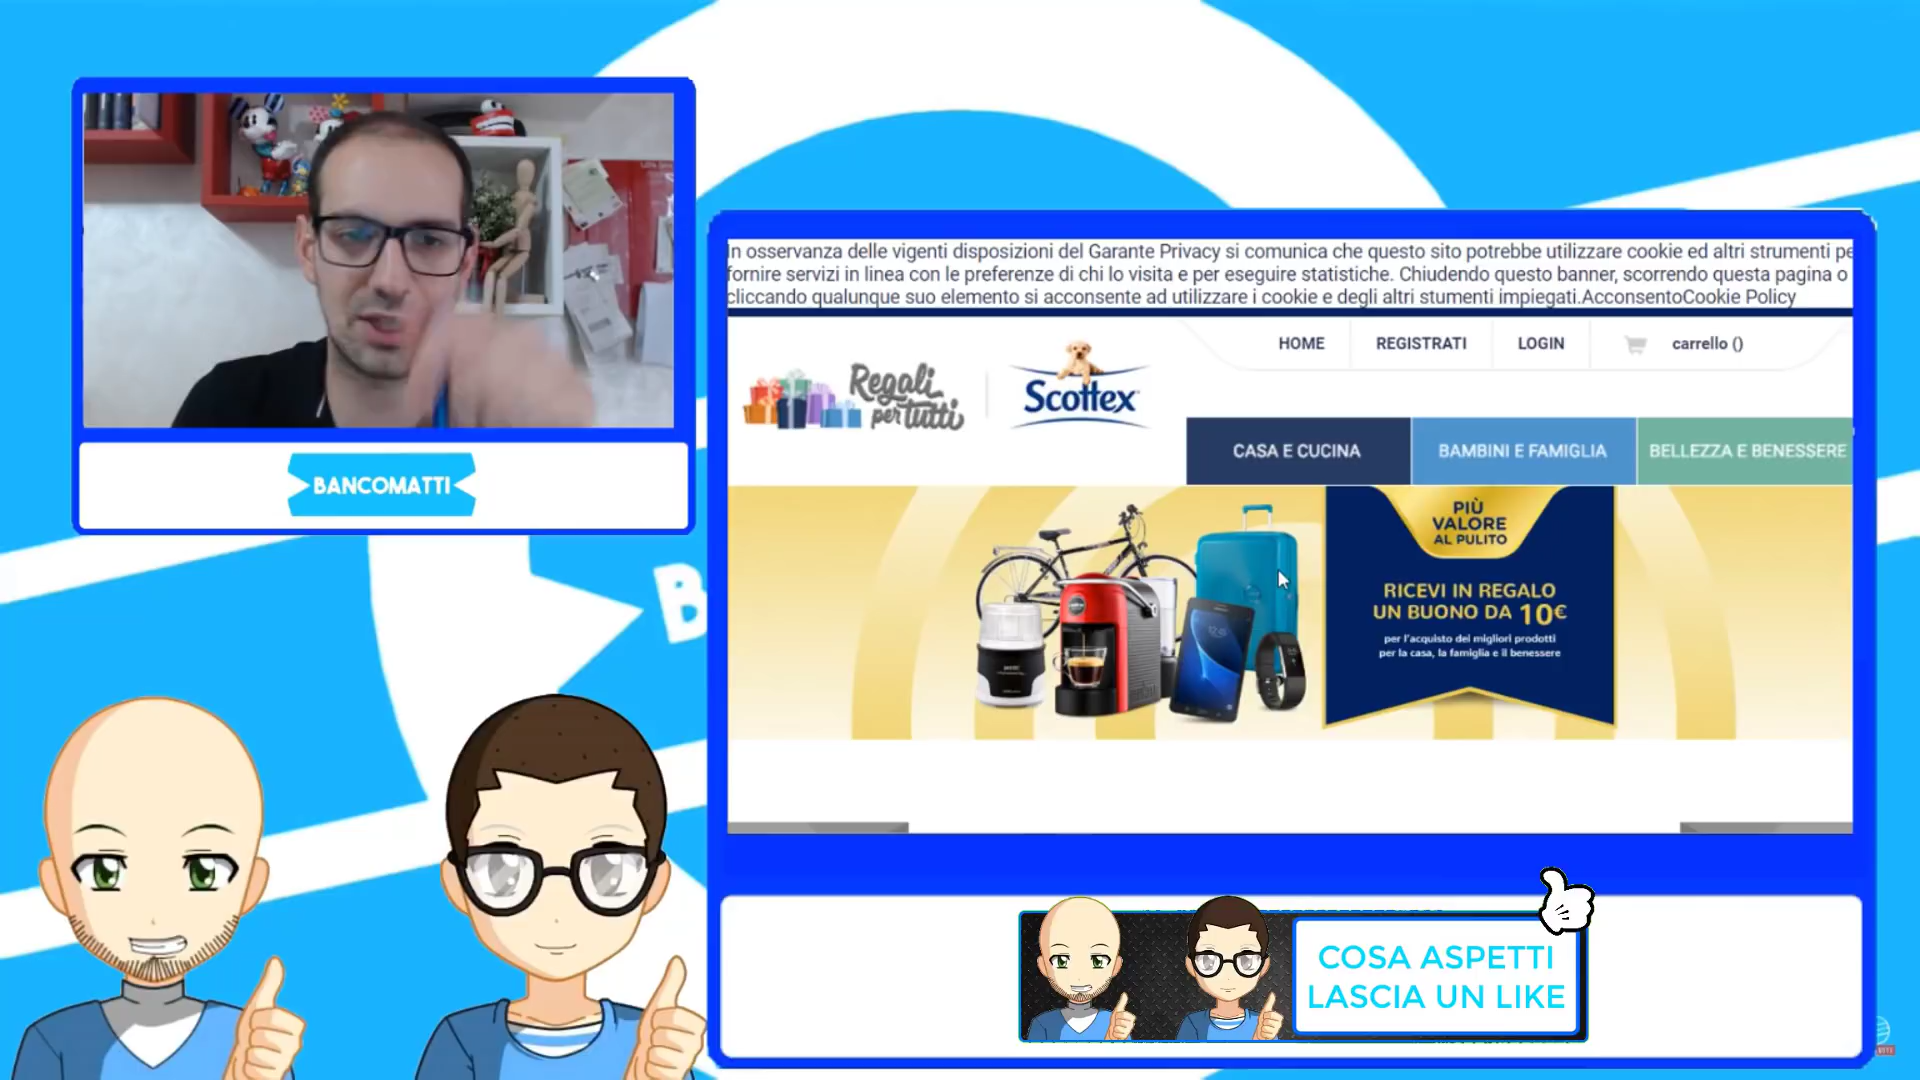 BANCOMATTI
B
In osservanza delle vigenti disposizioni del Garante Privacy si comunica che questo sito potrebbe utilizzare cookie ed altri strumenti pe
fornire servizi in linea con le preferenze di chi lo visita e per eseguire statistiche. Chiudendo questo banner, scorrendo questa pagina o
cliccando qualunque suo elemento si acconsente ad utilizzare i cookie e degli altri stumenti impiegati.AcconsentoCookie Policy
HOME REGISTRATI LOGIN carrello ()
Regali
per tutti
Scottex
CASA E CUCINA BAMBINI E FAMIGLIA BELLEZZA E BENESSERE
PIÙ
VALORE
AL PULITO
RICEVI IN REGALO
UN BUONO DA 10€
per l'acquisto dei migliori prodotti
per la casa, la famiglia e il benessere
COSA ASPETTI
LASCIA UN LIKE